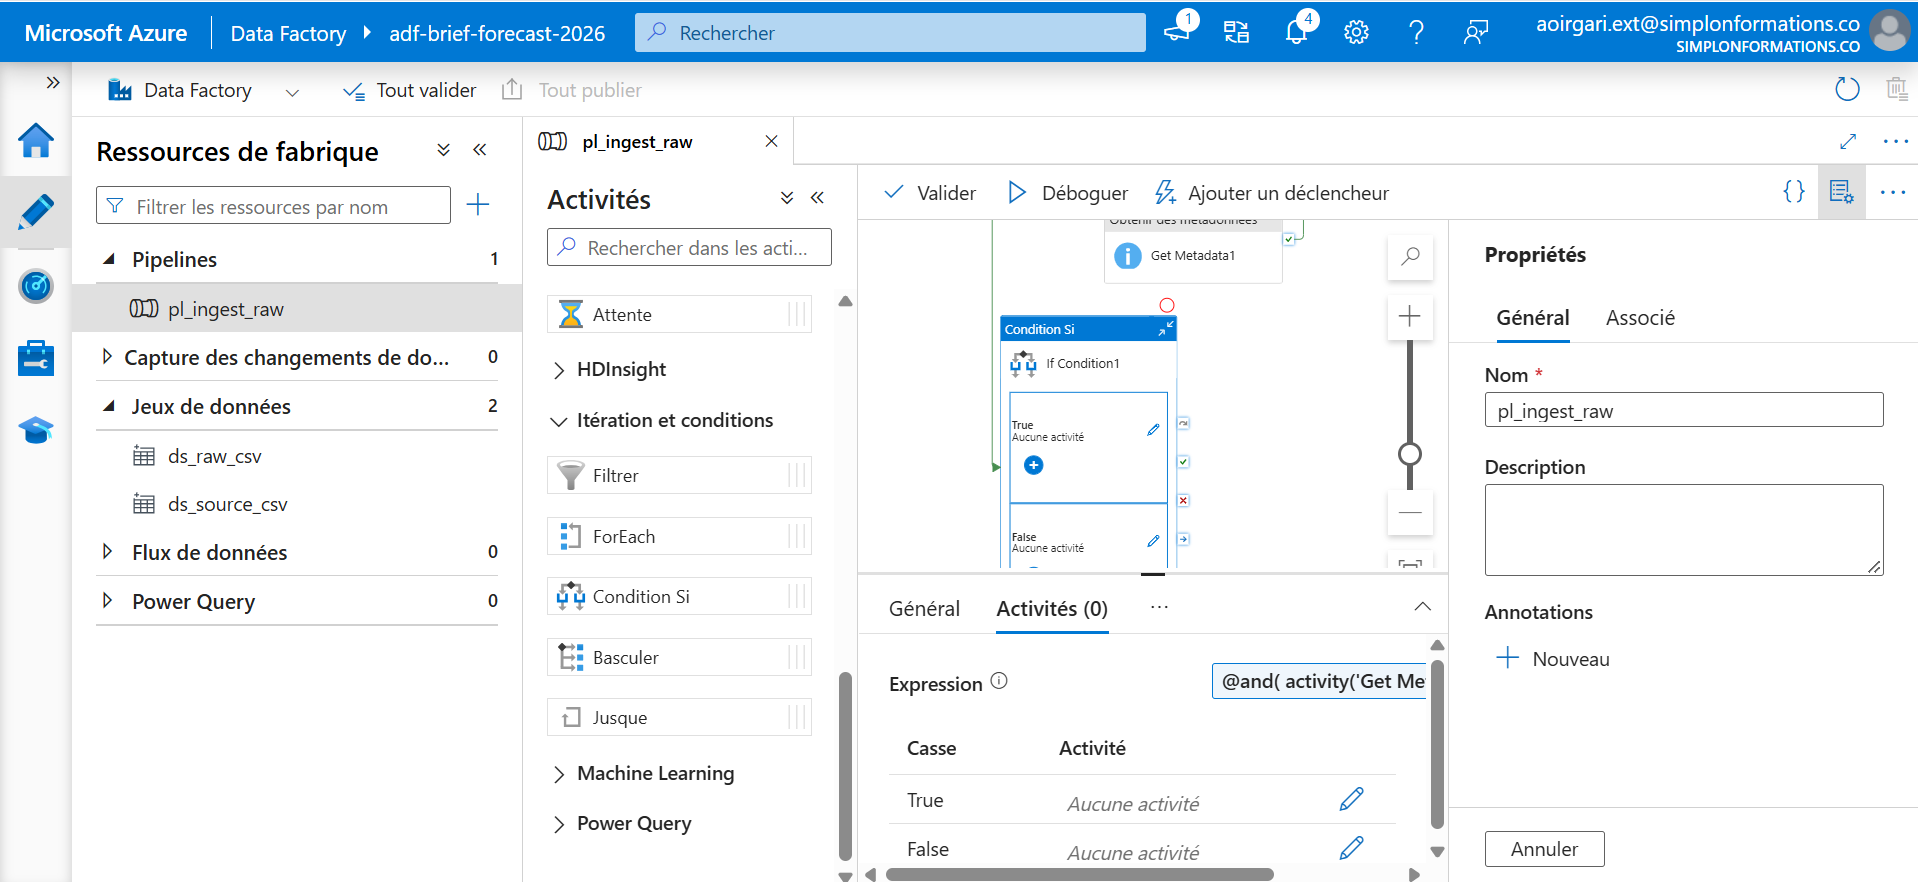 Microsoft Azure
Data Factory
adf-brief-forecast-2026
Rechercher
1
4
aoirgari.ext@simplonformations.co
SIMPLONFORMATIONS.CO
Data Factory
Tout valider
Tout publier
Ressources de fabrique
Filtrer les ressources par nom
Pipelines 1
pl_ingest_raw
Capture des changements de do... 0
Jeux de données 2
ds_raw_csv
ds_source_csv
Flux de données 0
Power Query 0
pl_ingest_raw
Activités
Rechercher dans les acti...
Attente
HDInsight
Itération et conditions
Filtrer
ForEach
Condition Si
Basculer
Jusque
Machine Learning
Power Query
Valider
Déboguer
Ajouter un déclencheur
Obtenir des métadonnées
Get Metadata1
Condition Si
If Condition1
True
Aucune activité
False
Aucune activité
Général
Activités (0)
...
Expression
@and( activity('Get Me
Casse Activité
True Aucune activité
False Aucune activité
Propriétés
Général
Associé
Nom *
pl_ingest_raw
Description
Annotations
Nouveau
Annuler